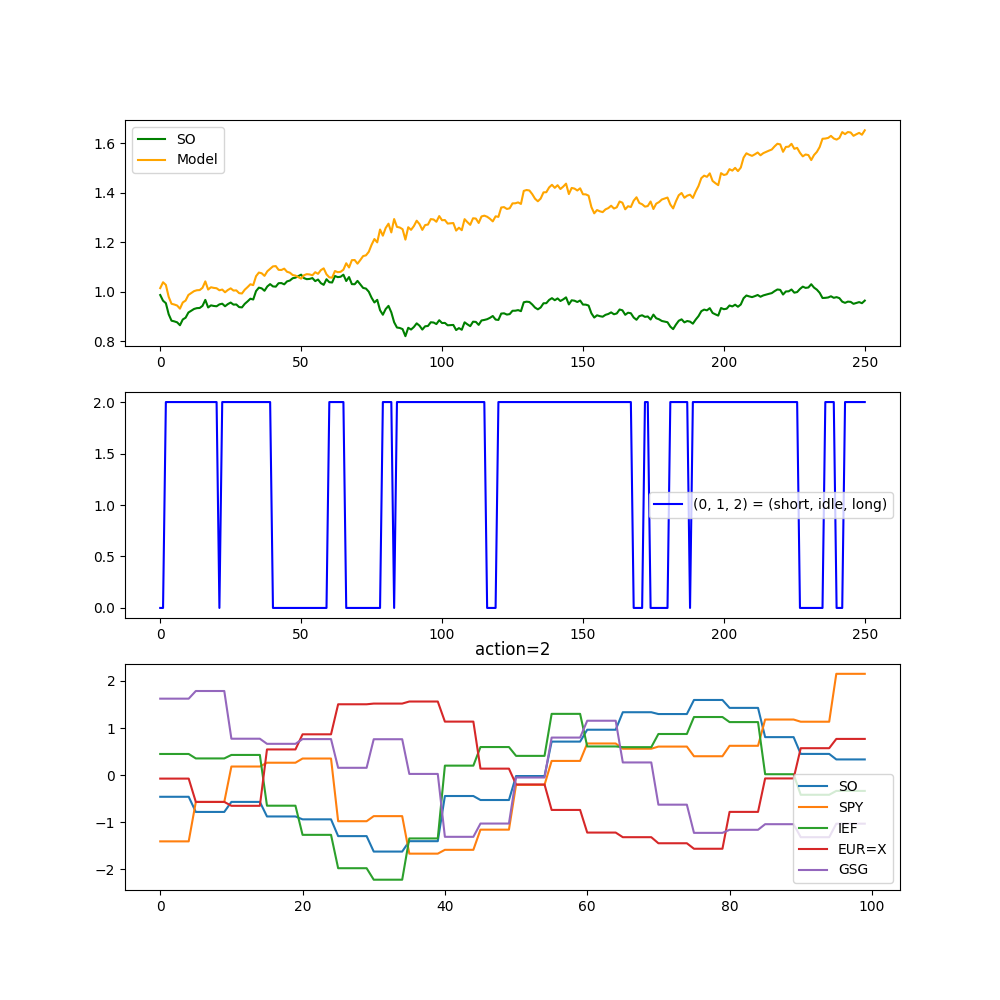 1.6
1.4
1.2
1.0
0.8
SO
Model
0 50 100 150 200 250
2.0
1.5
1.0
0.5
0.0
(0, 1, 2) = (short, idle, long)
0 50 100 150 200 250
action=2
2
1
0
−1
−2
SO
SPY
IEF
EUR=X
GSG
0 20 40 60 80 100